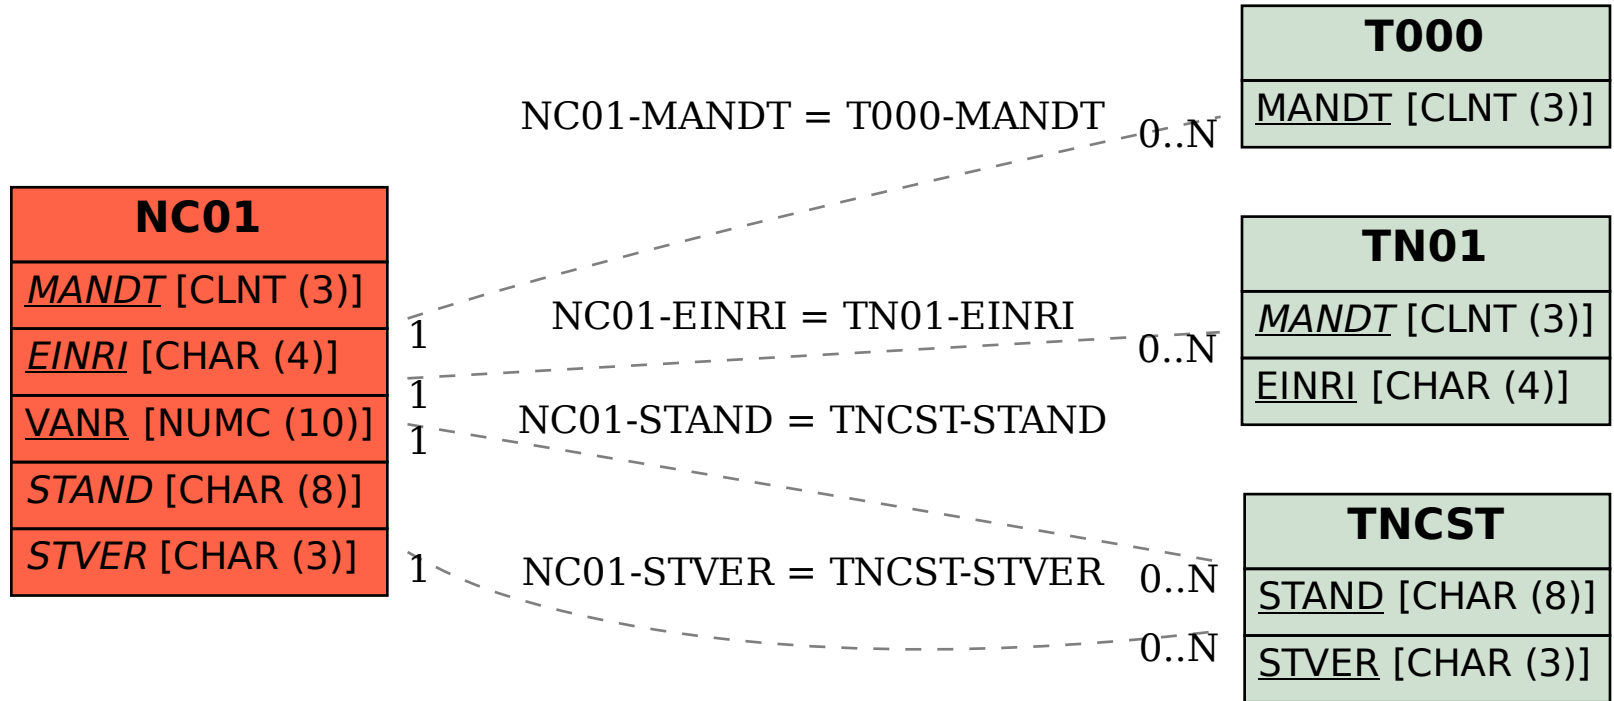 NC01
MANDT [CLNT (3)]
EINRI [CHAR (4)]
VANR [NUMC (10)]
STAND [CHAR (8)]
STVER [CHAR (3)]
NC01-MANDT = T000-MANDT
0..N
1
NC01-EINRI = TN01-EINRI
0..N
1
NC01-STAND = TNCST-STAND
1
0..N
NC01-STVER = TNCST-STVER
1
0..N
T000
MANDT [CLNT (3)]
TN01
MANDT [CLNT (3)]
EINRI [CHAR (4)]
TNCST
STAND [CHAR (8)]
STVER [CHAR (3)]